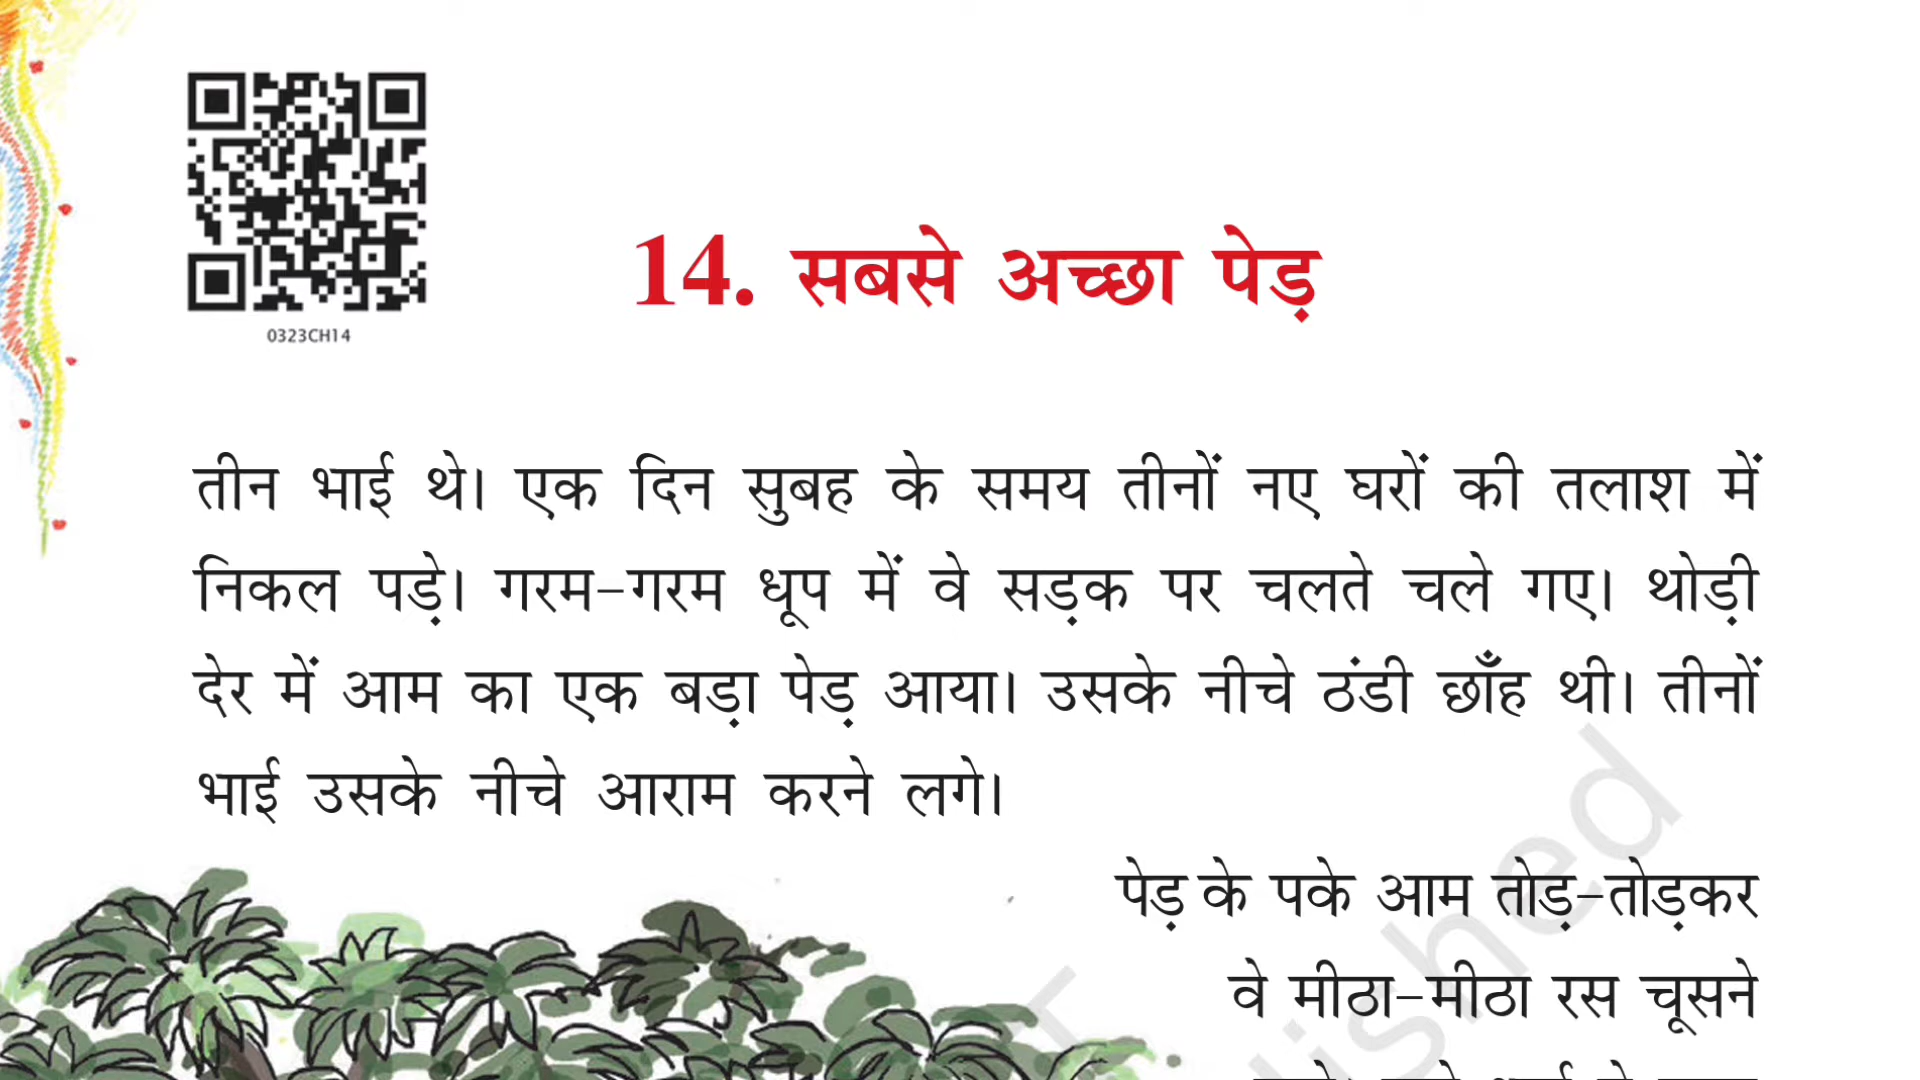 0323CH14
14. सबसे अच्छा पेड़
तीन भाई थे। एक दिन सुबह के समय तीनों नए घरों की तलाश में
निकल पड़े। गरम-गरम धूप में वे सड़क पर चलते चले गए। थोड़ी
देर में आम का एक बड़ा पेड़ आया। उसके नीचे ठंडी छाँह थी। तीनों
भाई उसके नीचे आराम करने लगे।
पेड़ के पके आम तोड़-तोड़कर
वे मीठा-मीठा रस चूसने